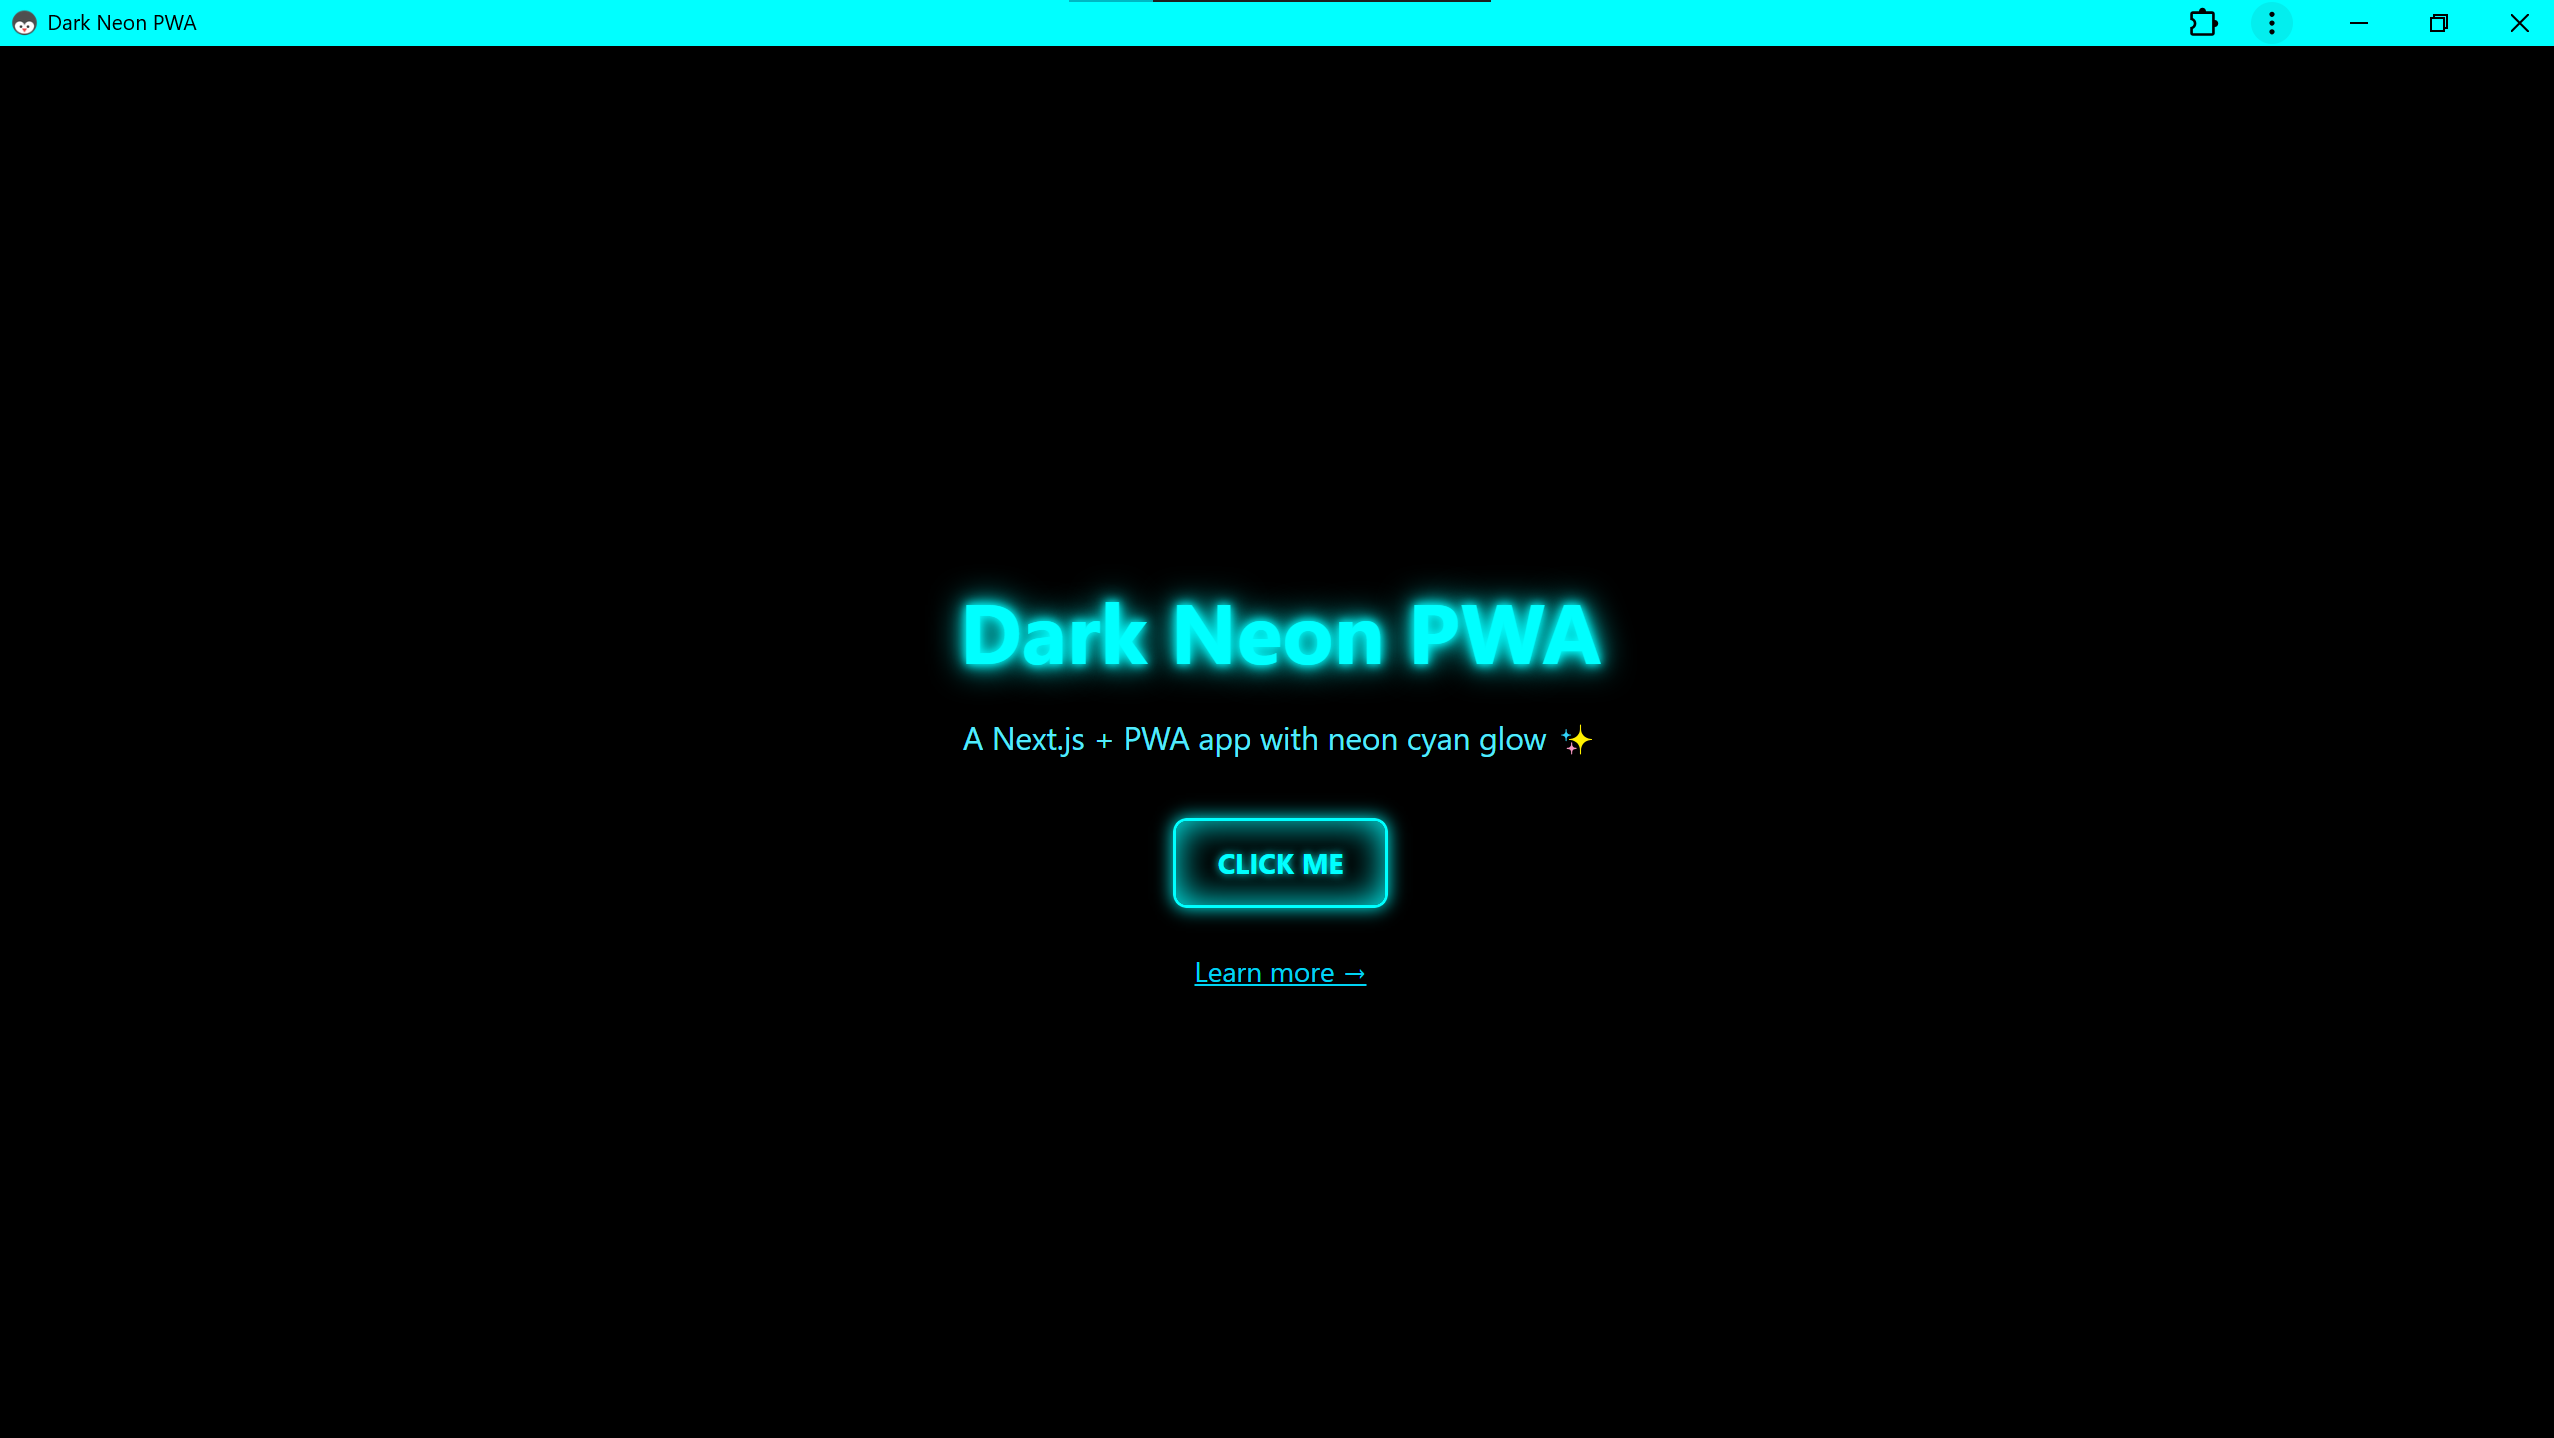 Dark Neon PWA
Dark Neon PWA
A Next.js + PWA app with neon cyan glow ✨
CLICK ME
Learn more →